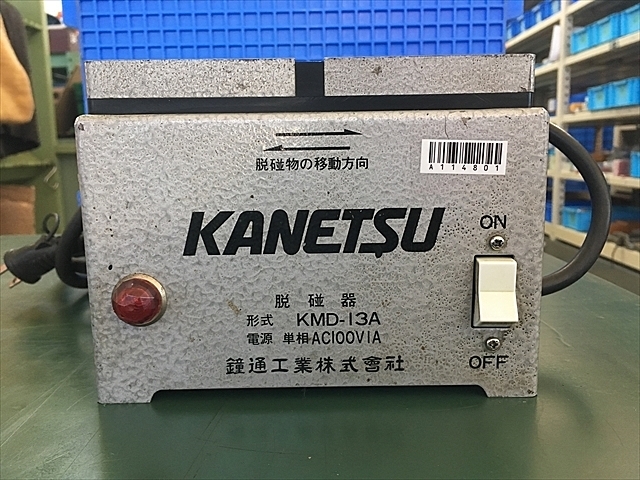 脱磁物の移動方向
A114801
KANETSU
ON
脱磁器
形式 KMD-13A
電源 単相AC100V1A
OFF
鐘通工業株式會社